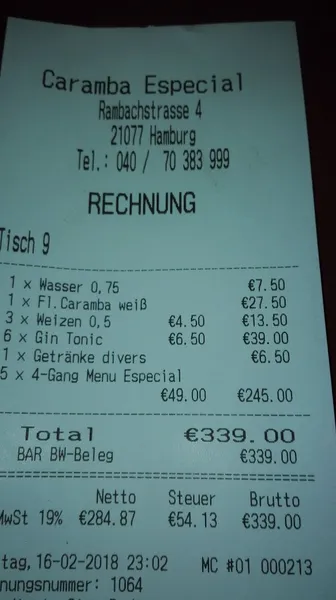 Caramba Especial
Rambachstrasse 4
21077 Hamburg
Tel.: 040 / 70 383 999
RECHNUNG
Tisch 9
1 x Wasser 0,75 €7.50
1 x Fl.Caramba weiß €27.50
3 x Weizen 0,5 €4.50 €13.50
6 x Gin Tonic €6.50 €39.00
1 x Getränke divers €6.50
5 x 4-Gang Menu Especial
€49.00 €245.00
Total €339.00
BAR BW-Beleg €339.00
Netto Steuer Brutto
MwSt 19% €284.87 €54.13 €339.00
tag, 16-02-2018 23:02 MC #01 000213
nungsnummer: 1064